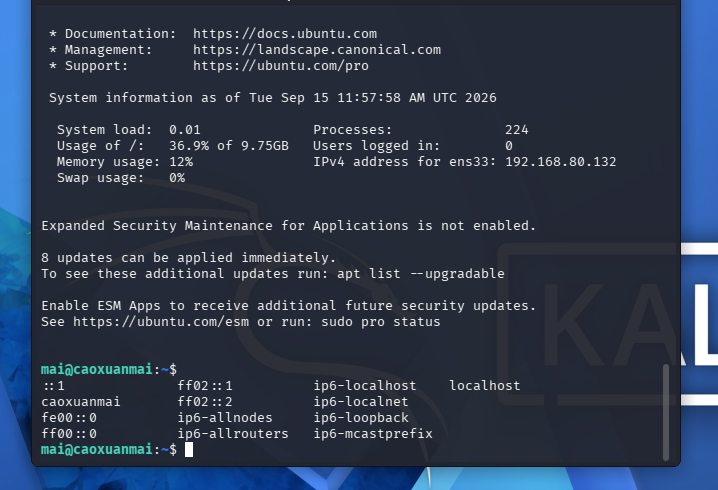 * Documentation:  https://docs.ubuntu.com
* Management:     https://landscape.canonical.com
* Support:        https://ubuntu.com/pro
System information as of Tue Sep 15 11:57:58 AM UTC 2026
System load:  0.01               Processes:              224
Usage of /:   36.9% of 9.75GB   Users logged in:        0
Memory usage: 12%                IPv4 address for ens33: 192.168.80.132
Swap usage:   0%
Expanded Security Maintenance for Applications is not enabled.
8 updates can be applied immediately.
To see these additional updates run: apt list --upgradable
Enable ESM Apps to receive additional future security updates.
See https://ubuntu.com/esm or run: sudo pro status
mai@caoxuanmai:~$
::1              ff02::1          ip6-localhost    localhost
caoxuanmai       ff02::2          ip6-localnet
fe00::0          ip6-allnodes     ip6-loopback
ff00::0          ip6-allrouters   ip6-mcastprefix
mai@caoxuanmai:~$
KAL